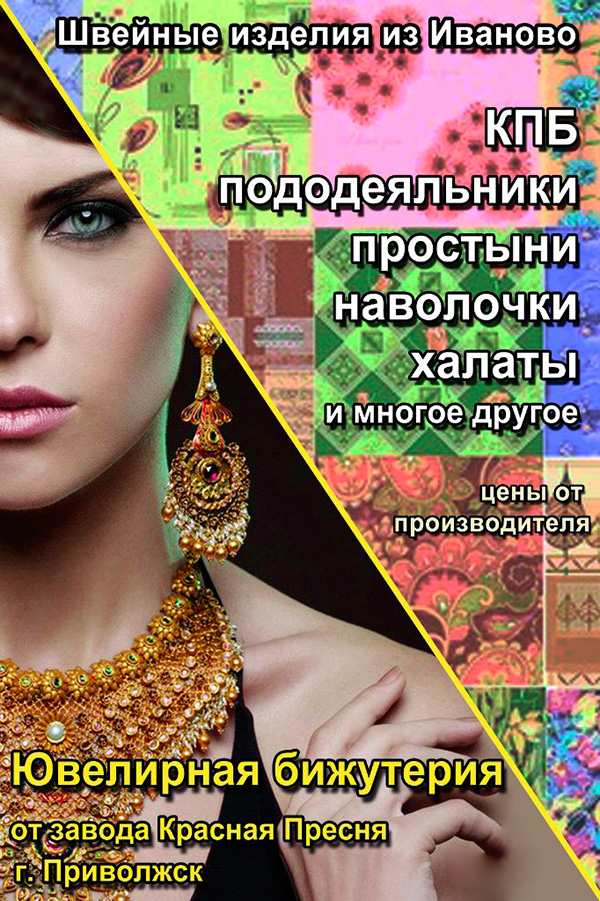 Швейные изделия из Иваново
КПБ
пододеяльники
простыни
наволочки
халаты
и многое другое
цены от
производителя
Ювелирная бижутерия
от завода Красная Пресня
г. Приволжск